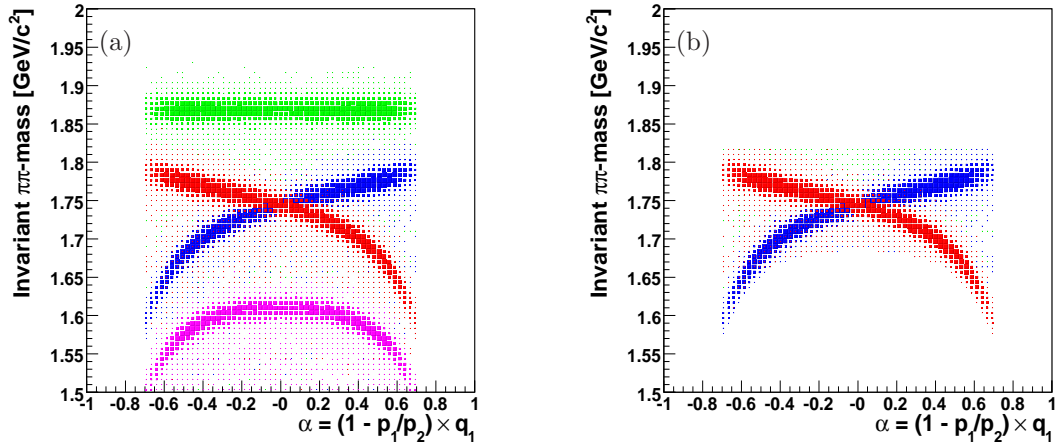 Invariant ππ-mass [GeV/c²]
(a)
2
1.95
1.9
1.85
1.8
1.75
1.7
1.65
1.6
1.55
1.5
-1 -0.8 -0.6 -0.4 -0.2 -0 0.2 0.4 0.6 0.8 1
α = (1 - p₁/p₂) × q₁
Invariant ππ-mass [GeV/c²]
(b)
2
1.95
1.9
1.85
1.8
1.75
1.7
1.65
1.6
1.55
1.5
-1 -0.8 -0.6 -0.4 -0.2 -0 0.2 0.4 0.6 0.8 1
α = (1 - p₁/p₂) × q₁